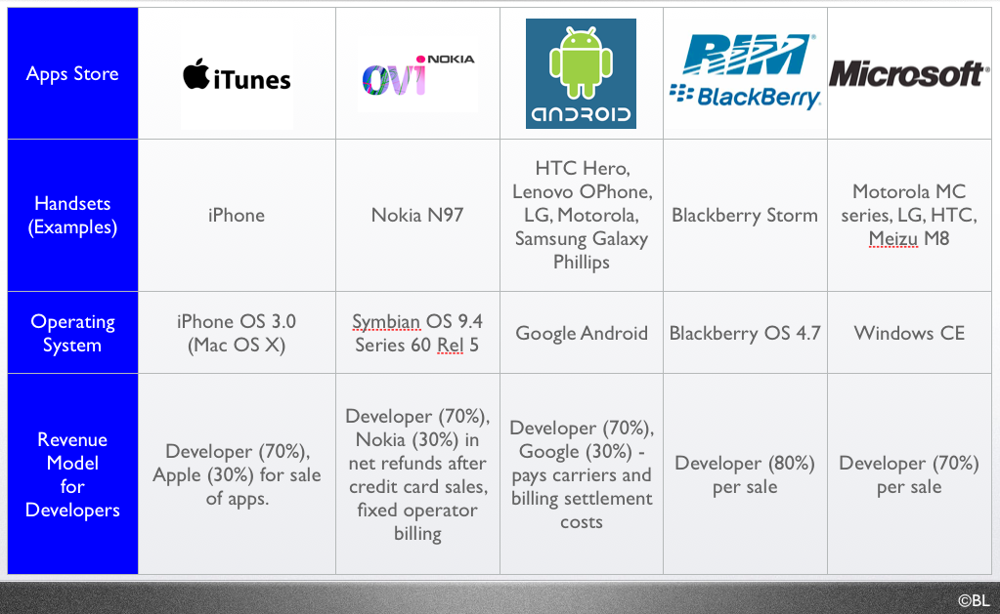 Apps Store
iTunes
ovi NOKIA
ANDROID
RIM
BlackBerry.
Microsoft®
Handsets
(Examples)
iPhone
Nokia N97
HTC Hero,
Lenovo OPhone,
LG, Motorola,
Samsung Galaxy
Phillips
Blackberry Storm
Motorola MC
series, LG, HTC,
Meizu M8
Operating
System
iPhone OS 3.0
(Mac OS X)
Symbian OS 9.4
Series 60 Rel 5
Google Android
Blackberry OS 4.7
Windows CE
Revenue
Model
for
Developers
Developer (70%),
Apple (30%) for sale
of apps.
Developer (70%),
Nokia (30%) in
net refunds after
credit card sales,
fixed operator
billing
Developer (70%),
Google (30%) -
pays carriers and
billing settlement
costs
Developer (80%)
per sale
Developer (70%)
per sale
©BL